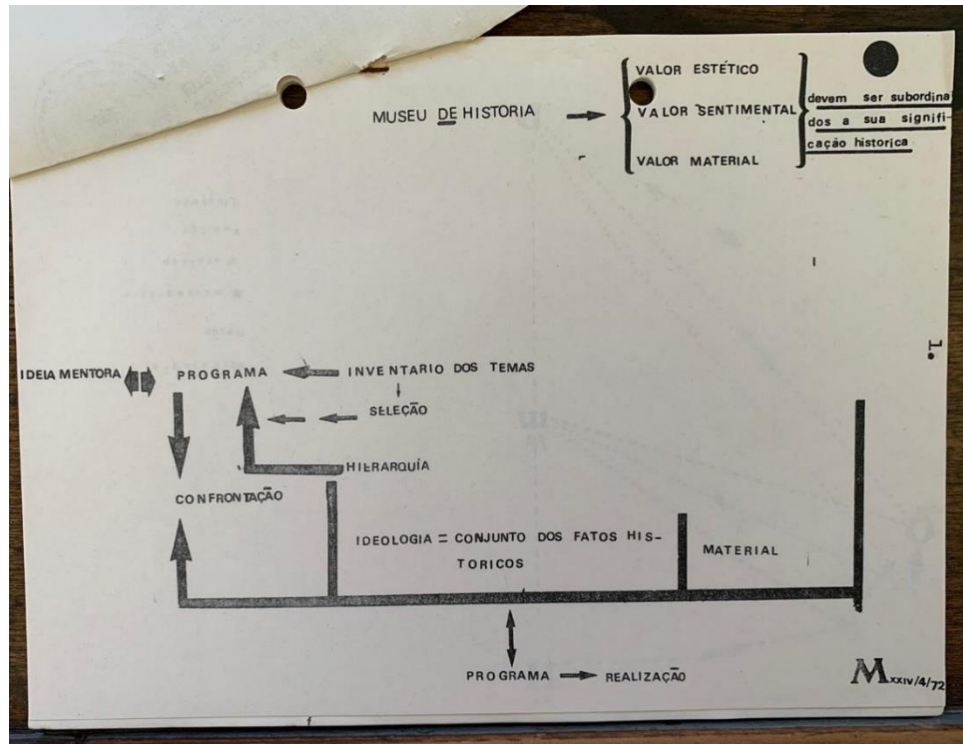 VALOR ESTÉTICO
MUSEU DE HISTORIA
VALOR SENTIMENTAL
VALOR MATERIAL
devem ser subordina
dos a sua signifi-
cação historica
1.
IDEIA MENTORA
PROGRAMA
INVENTARIO DOS TEMAS
SELEÇÃO
HIERARQUÍA
CONFRONTAÇÃO
IDEOLOGIA = CONJUNTO DOS FATOS HIS-
TORICOS
MATERIAL
PROGRAMA
REALIZAÇÃO
M XXIV/4/72